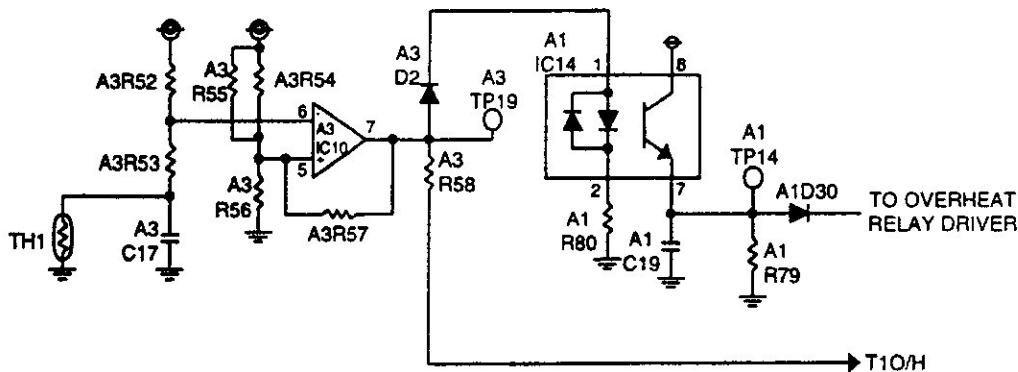 A3R52
A3
R55
A3R54
A3R53
TH1
A3
C17
A3
R56
A3R57
6
-
A3
IC10
+
5
7
A3
D2
A3
TP19
A3
R58
A1
IC14
1
8
2
7
A1
R80
A1
C19
A1
TP14
A1D30
A1
R79
TO OVERHEAT
RELAY DRIVER
T1O/H